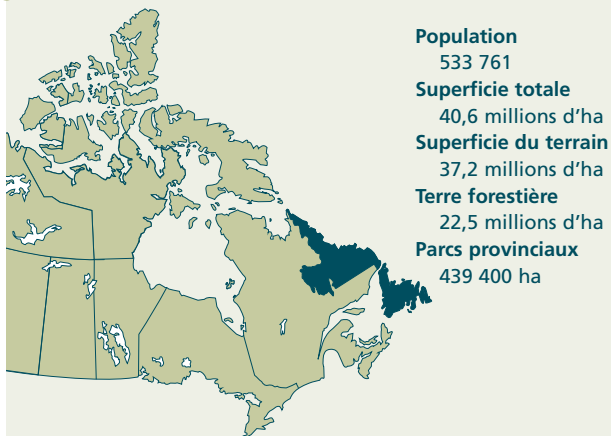 Population
533 761
Superficie totale
40,6 millions d’ha
Superficie du terrain
37,2 millions d’ha
Terre forestière
22,5 millions d’ha
Parcs provinciaux
439 400 ha